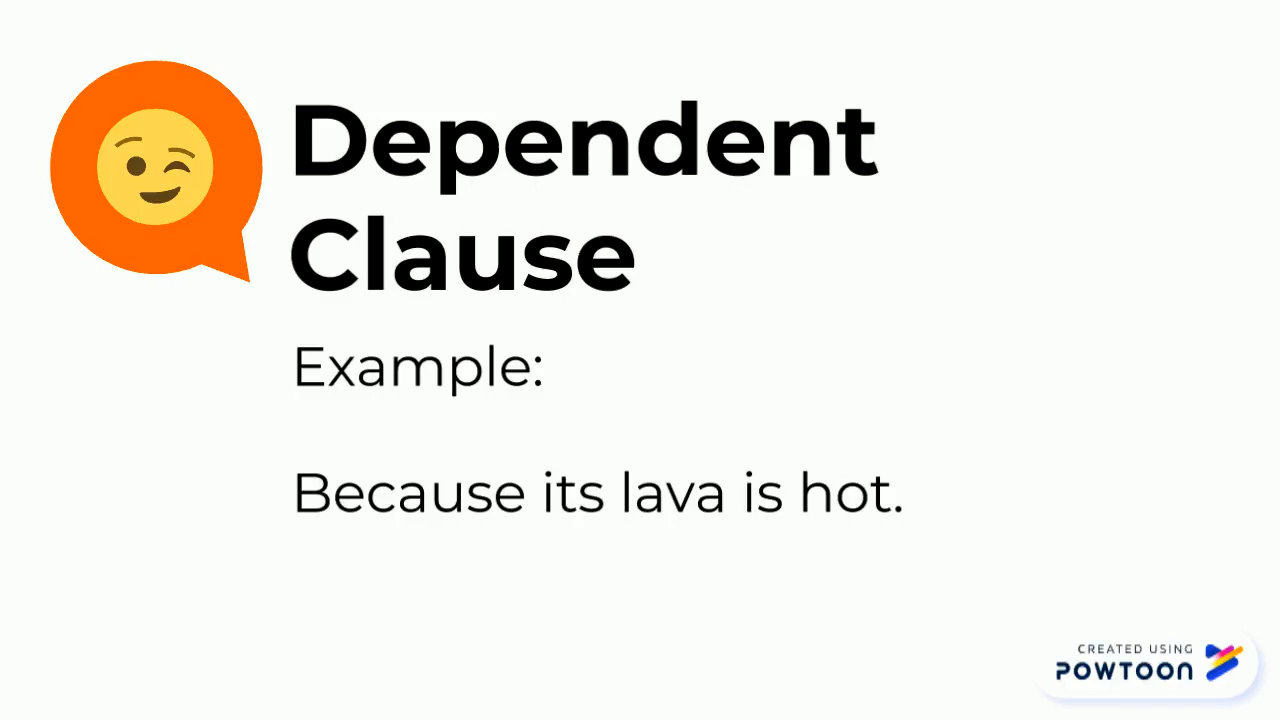 Dependent
Clause
Example:
Because its lava is hot.
CREATED USING
POWTOON